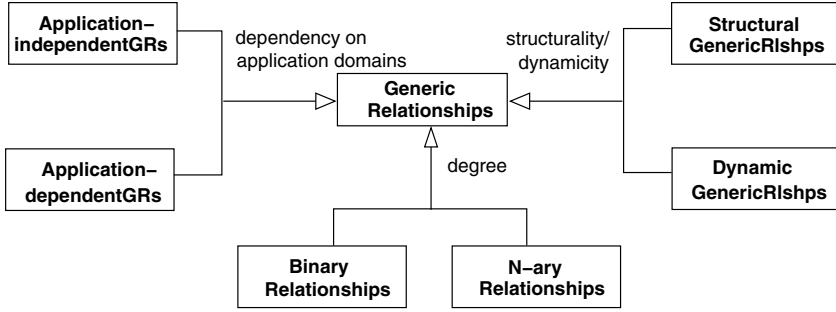 Application-
independentGRs
dependency on
application domains
structurality/
dynamicity
Structural
GenericRlshps
Generic
Relationships
Application-
dependentGRs
degree
Dynamic
GenericRlshps
Binary
Relationships
N-ary
Relationships